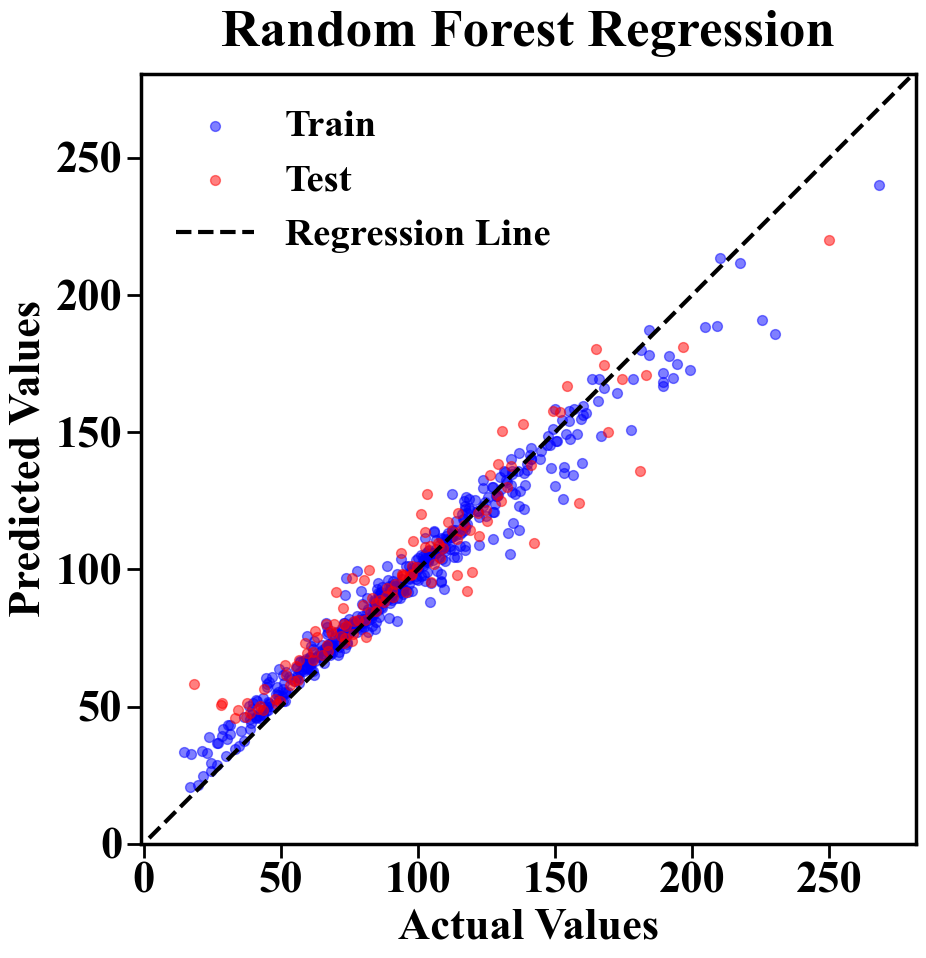 Random Forest Regression
Train
Test
Regression Line
250
200
150
100
50
0
Predicted Values
0 50 100 150 200 250
Actual Values